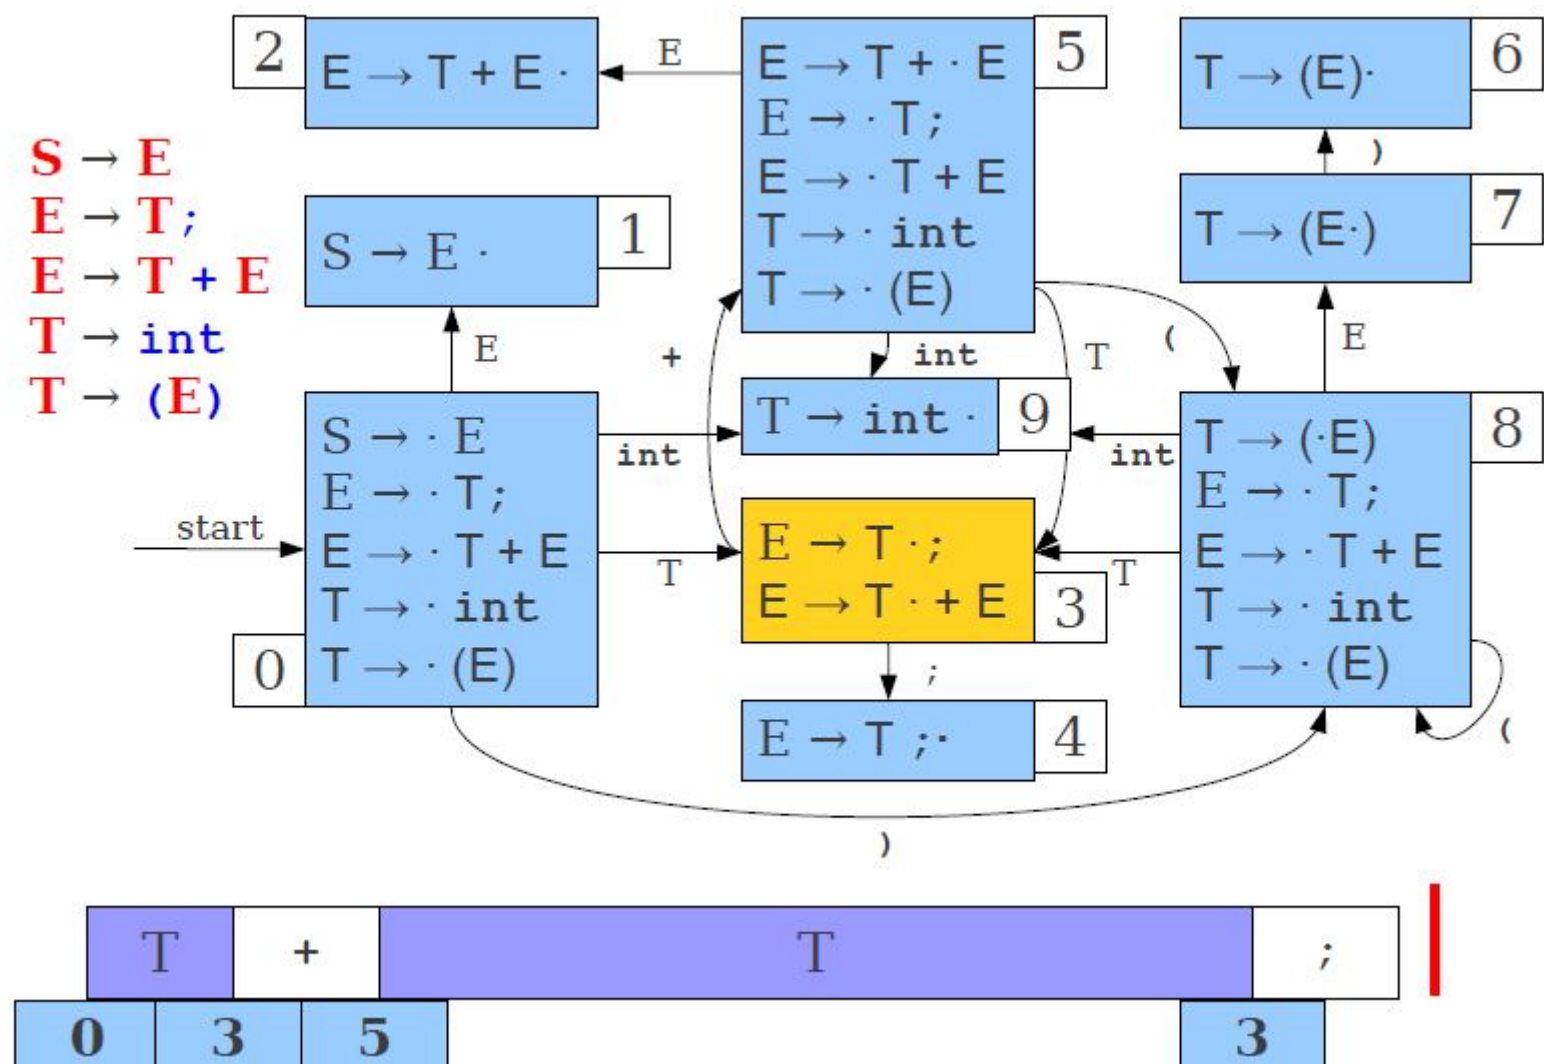 2
E → T + E ·
E
E → T + · E
E → · T ;
E → · T + E
T → · int
T → · (E)
5
T → (E)·
6
)
S → E
E → T ;
E → T + E
T → int
T → (E)
S → E ·
1
T → (E·)
7
E
+
int
T
(
E
S → · E
E → · T ;
E → · T + E
T → · int
T → · (E)
0
start
int
T → int ·
9
int
T → (·E)
E → · T ;
E → · T + E
T → · int
T → · (E)
8
T
E → T · ;
E → T · + E
3
T
;
E → T ; ·
4
(
)
T + T ;
0 3 5 3